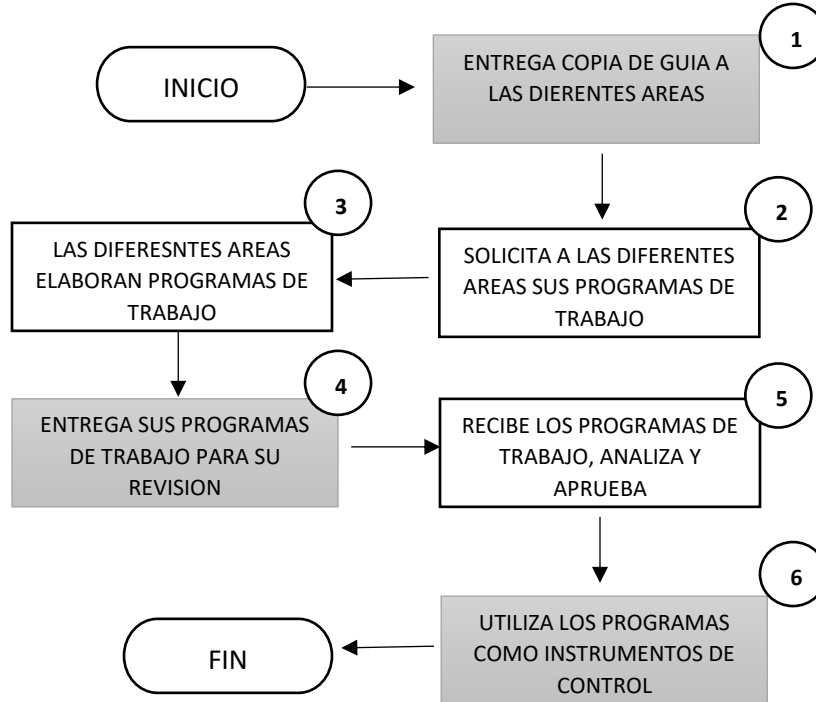 INICIO
1
ENTREGA COPIA DE GUIA A
LAS DIERENTES AREAS
2
SOLICITA A LAS DIFERENTES
AREAS SUS PROGRAMAS DE
TRABAJO
3
LAS DIFERESNTES AREAS
ELABORAN PROGRAMAS DE
TRABAJO
4
ENTREGA SUS PROGRAMAS
DE TRABAJO PARA SU
REVISION
5
RECIBE LOS PROGRAMAS DE
TRABAJO, ANALIZA Y
APRUEBA
6
UTILIZA LOS PROGRAMAS
COMO INSTRUMENTOS DE
CONTROL
FIN